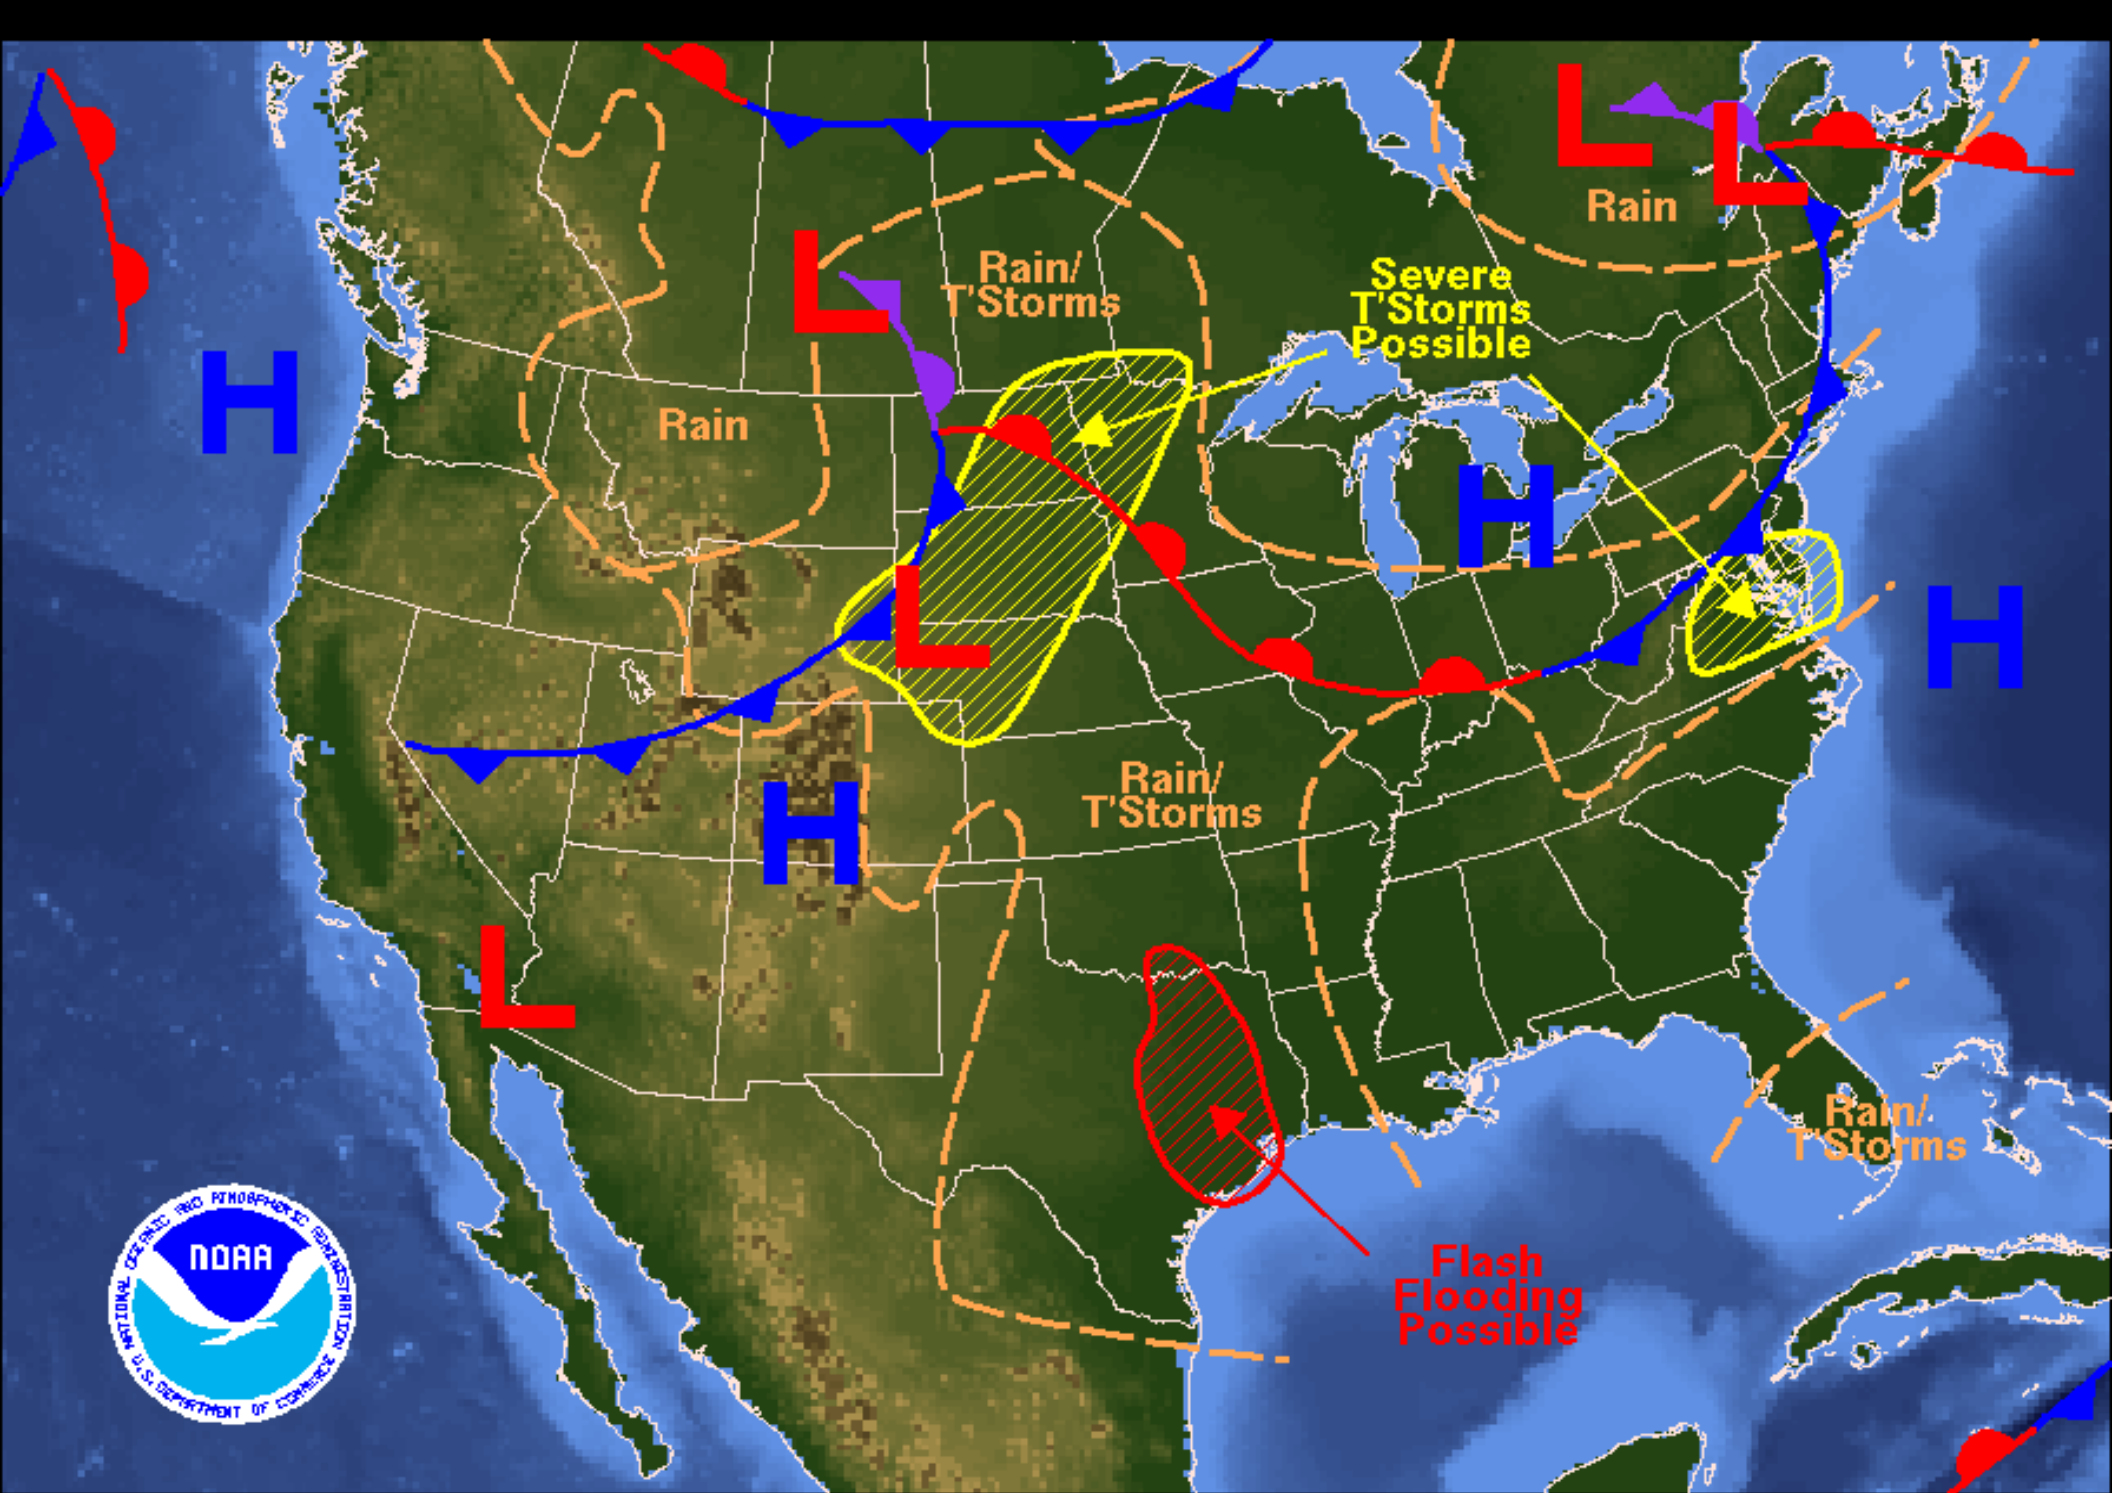 L
L
Rain
L
Rain/
T'Storms
Severe
T'Storms
Possible
H
Rain
H
L
H
Rain/
T'Storms
H
L
Rain/
T'Storms
Flash
Flooding
Possible
NATIONAL OCEANIC AND ATMOSPHERIC ADMINISTRATION
NOAA
U.S. DEPARTMENT OF COMMERCE